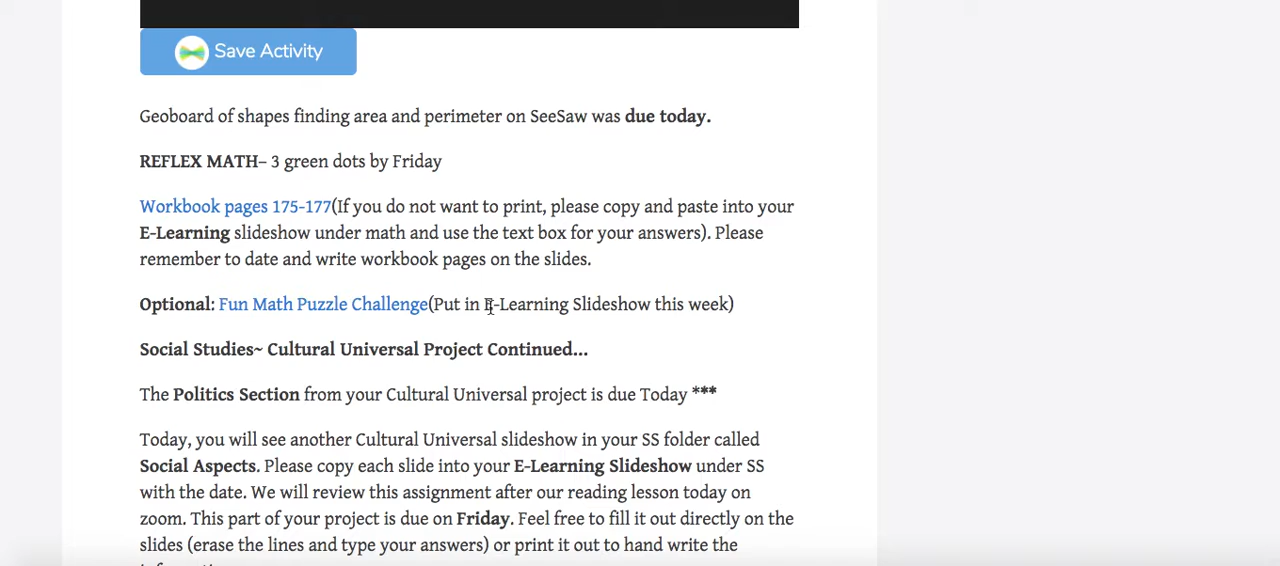 Save Activity
Geoboard of shapes finding area and perimeter on SeeSaw was due today.
REFLEX MATH– 3 green dots by Friday
Workbook pages 175-177(If you do not want to print, please copy and paste into your
E-Learning slideshow under math and use the text box for your answers). Please
remember to date and write workbook pages on the slides.
Optional: Fun Math Puzzle Challenge(Put in E-Learning Slideshow this week)
Social Studies~ Cultural Universal Project Continued...
The Politics Section from your Cultural Universal project is due Today ***
Today, you will see another Cultural Universal slideshow in your SS folder called
Social Aspects. Please copy each slide into your E-Learning Slideshow under SS
with the date. We will review this assignment after our reading lesson today on
zoom. This part of your project is due on Friday. Feel free to fill it out directly on the
slides (erase the lines and type your answers) or print it out to hand write the